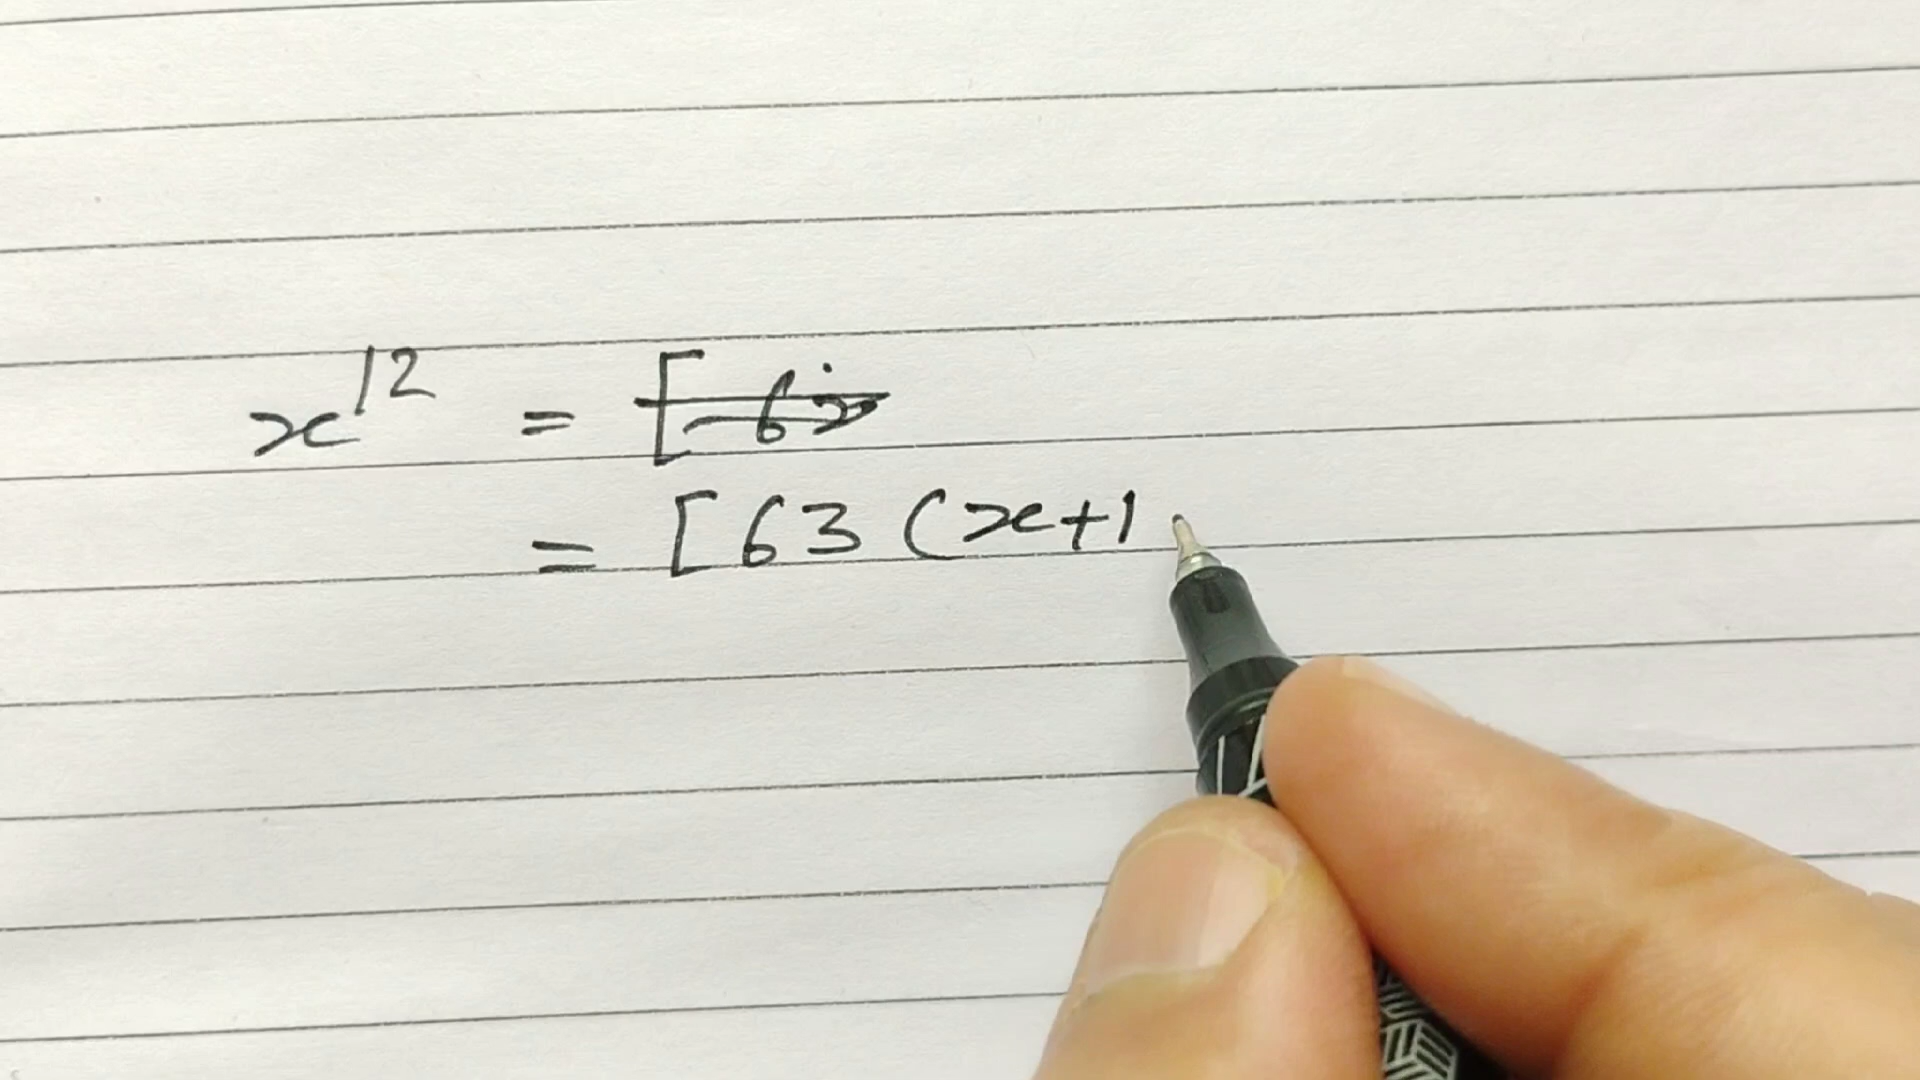 x^12 =
= [63 (x+1